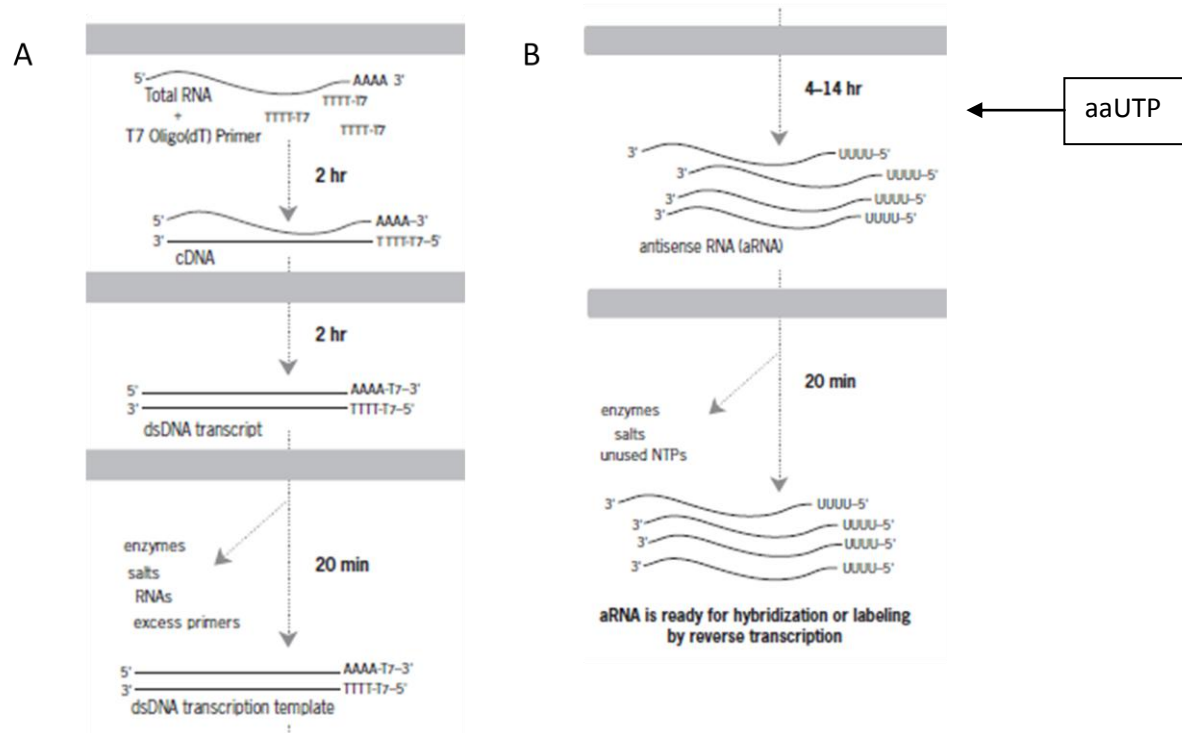 A
5' AAAA 3'
Total RNA
TTTT-T7
+
TTTT-T7
T7 Oligo(dT) Primer
TTTT-T7
2 hr
5' AAAA–3'
3' TTTT-T7–5'
cDNA
2 hr
5' AAAA-T7–3'
3' TTTT-T7–5'
dsDNA transcript
enzymes
20 min
salts
RNAs
excess primers
5' AAAA-T7–3'
3' TTTT-T7–5'
dsDNA transcription template
B
4–14 hr
aaUTP
3' UUUU–5'
3' UUUU–5'
3' UUUU–5'
3' UUUU–5'
antisense RNA (aRNA)
20 min
enzymes
salts
unused NTPs
3' UUUU–5'
3' UUUU–5'
3' UUUU–5'
3' UUUU–5'
aRNA is ready for hybridization or labeling
by reverse transcription